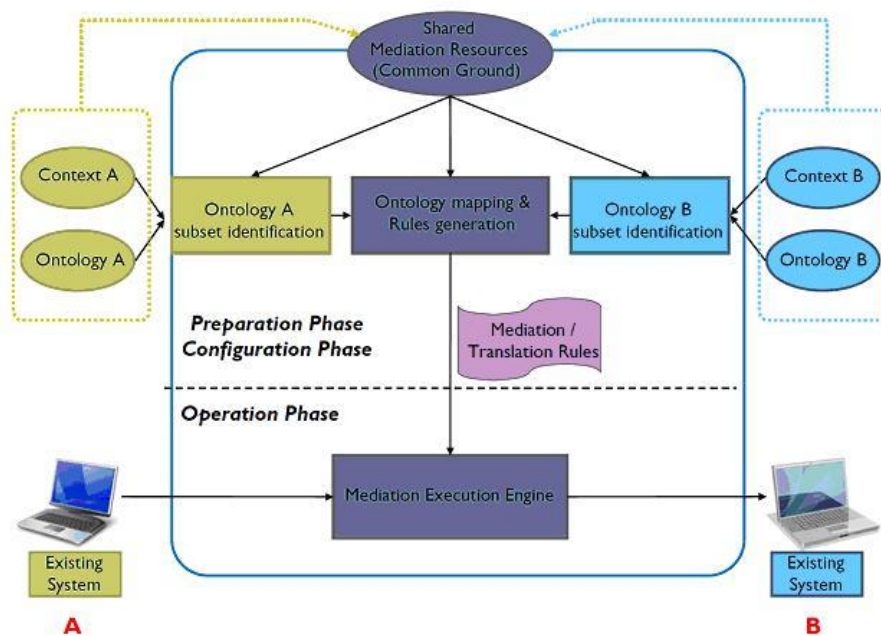 Shared
Mediation Resources
(Common Ground)
Context A
Ontology A
Ontology A
subset identification
Ontology mapping &
Rules generation
Ontology B
subset identification
Context B
Ontology B
Preparation Phase
Configuration Phase
Mediation /
Translation Rules
Operation Phase
Mediation Execution Engine
Existing
System
A
Existing
System
B